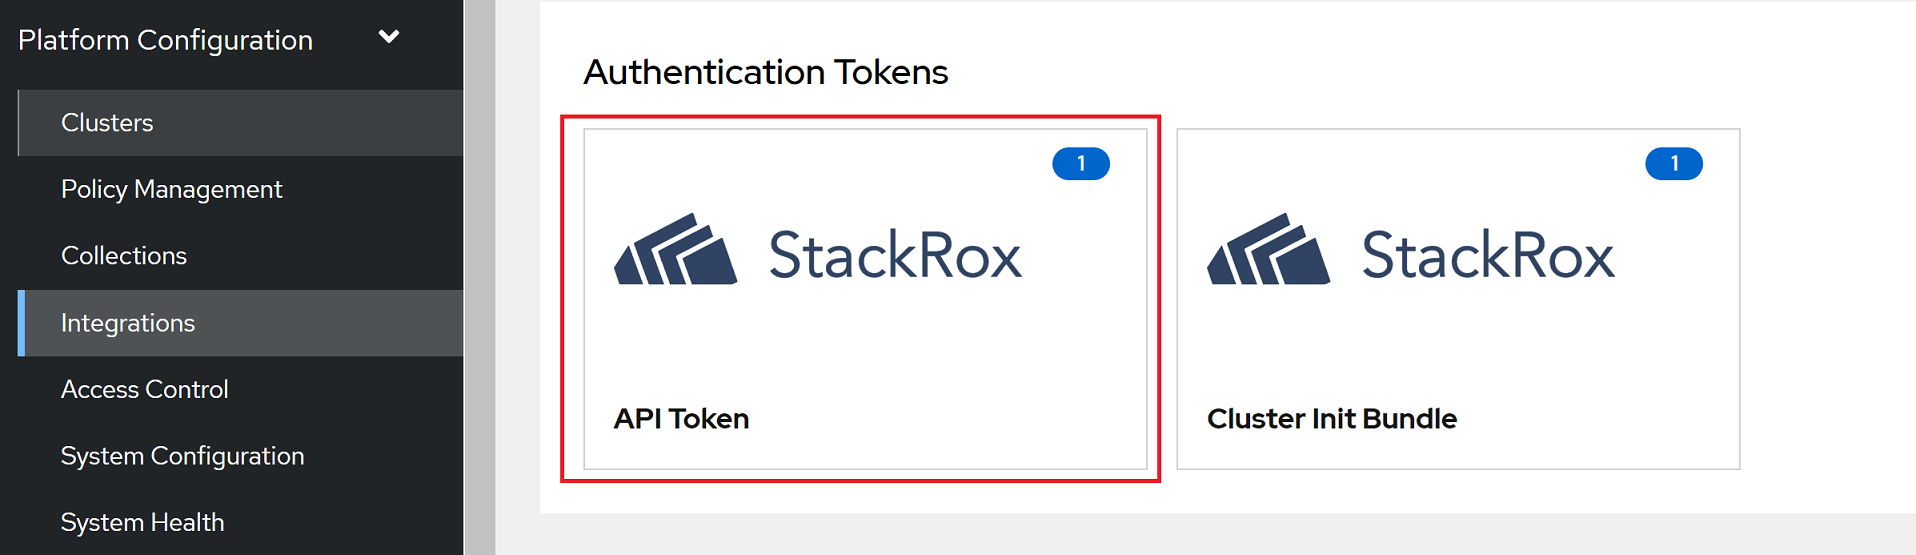 Platform Configuration
Clusters
Policy Management
Collections
Integrations
Access Control
System Configuration
System Health
Authentication Tokens
1
StackRox
API Token
1
StackRox
Cluster Init Bundle